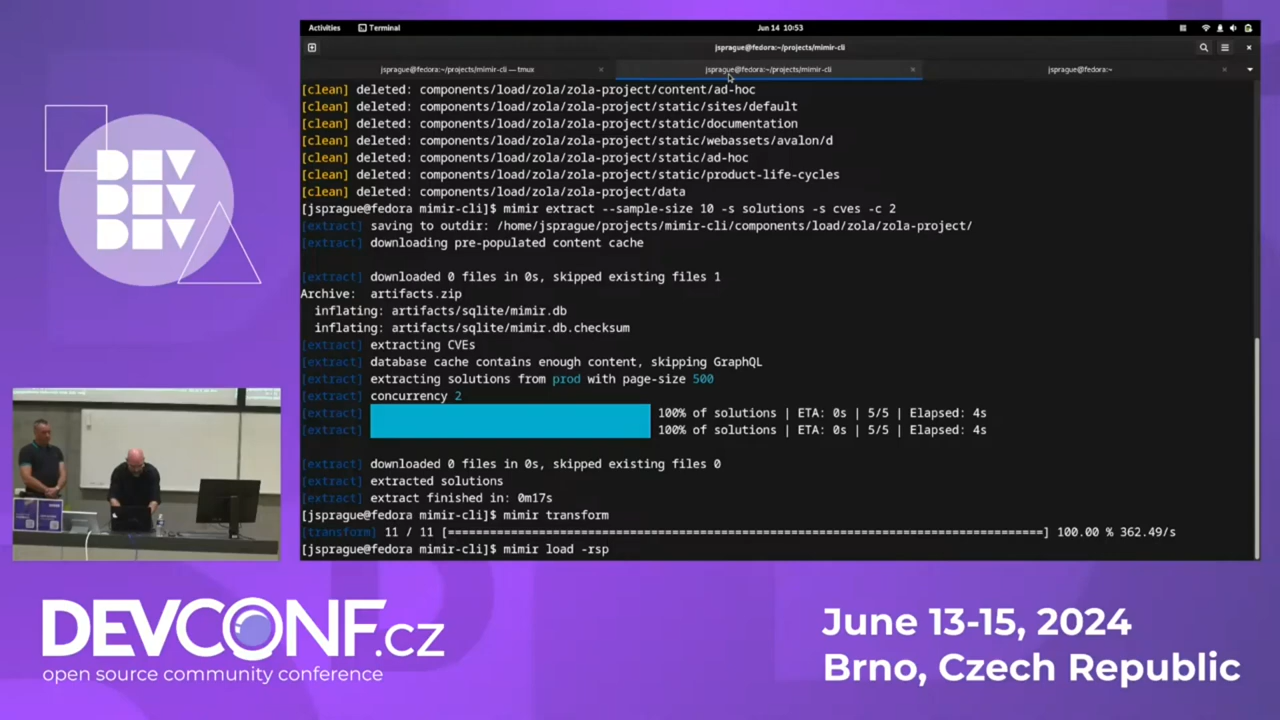 Activities
Terminal
Jun 14 10:53
jsprague@fedora:~/projects/mimir-cli
jsprague@fedora:~/projects/mimir-cli — tmux
jsprague@fedora:~/projects/mimir-cli
jsprague@fedora:~
[clean] deleted: components/load/zola/zola-project/content/ad-hoc
[clean] deleted: components/load/zola/zola-project/static/sites/default
[clean] deleted: components/load/zola/zola-project/static/documentation
[clean] deleted: components/load/zola/zola-project/static/webassets/avalon/d
[clean] deleted: components/load/zola/zola-project/static/ad-hoc
[clean] deleted: components/load/zola/zola-project/static/product-life-cycles
[clean] deleted: components/load/zola/zola-project/data
[jsprague@fedora mimir-cli]$ mimir extract --sample-size 10 -s solutions -s cves -c 2
[extract] saving to outdir: /home/jsprague/projects/mimir-cli/components/load/zola/zola-project/
[extract] downloading pre-populated content cache
[extract] downloaded 0 files in 0s, skipped existing files 1
Archive: artifacts.zip
inflating: artifacts/sqlite/mimir.db
inflating: artifacts/sqlite/mimir.db.checksum
[extract] extracting CVEs
[extract] database cache contains enough content, skipping GraphQL
[extract] extracting solutions from prod with page-size 500
[extract] concurrency 2
[extract] 100% of solutions | ETA: 0s | 5/5 | Elapsed: 4s
[extract] 100% of solutions | ETA: 0s | 5/5 | Elapsed: 4s
[extract] downloaded 0 files in 0s, skipped existing files 0
[extract] extracted solutions
[extract] extract finished in: 0m17s
[jsprague@fedora mimir-cli]$ mimir transform
[transform] 11 / 11 [======================================================================] 100.00 % 362.49/s
[jsprague@fedora mimir-cli]$ mimir load -rsp
DEV
DEV
DEV
DEVCONF.cz
open source community conference
June 13-15, 2024
Brno, Czech Republic